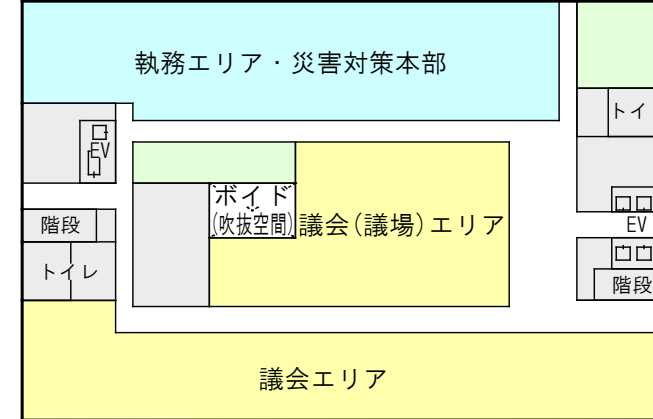 執務エリア・災害対策本部
トイ
EV
ボイド
(吹抜空間)
議会(議場)エリア
階段
EV
トイレ
階段
議会エリア